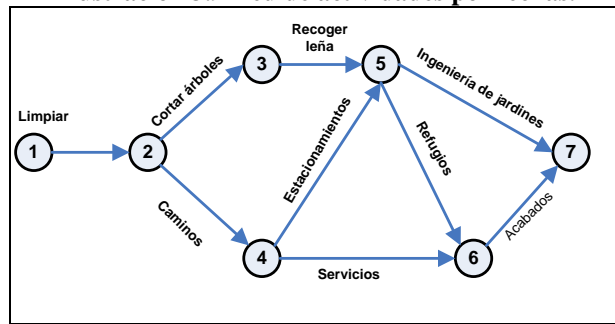 Recoger
leña
3
5
Ingeniería de jardines
Cortar árboles
Limpiar
Estacionamientos
1
2
Refugios
7
Caminos
Acabados
4
Servicios
6